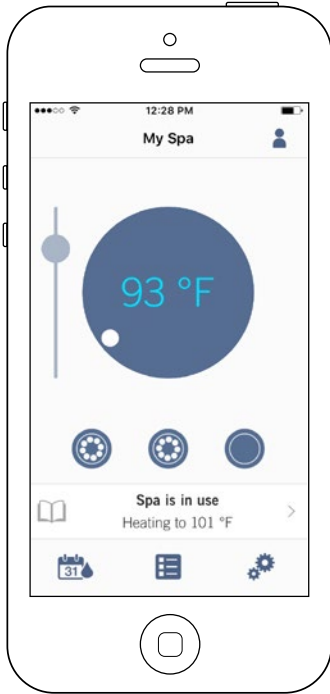 12:28 PM
My Spa
93 °F
Spa is in use
Heating to 101 °F
31